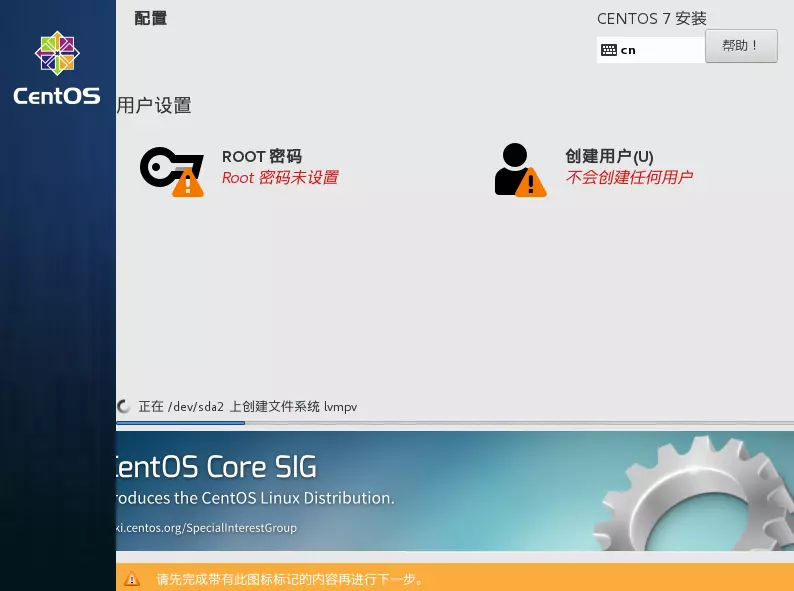 CentOS
配置
CENTOS 7 安装
cn
帮助！
用户设置
ROOT 密码
Root 密码未设置
创建用户(U)
不会创建任何用户
正在 /dev/sda2 上创建文件系统 lvmpv
entOS Core SIG
roduces the CentOS Linux Distribution.
ki.centos.org/SpecialInterestGroup
请先完成带有此图标标记的内容再进行下一步。